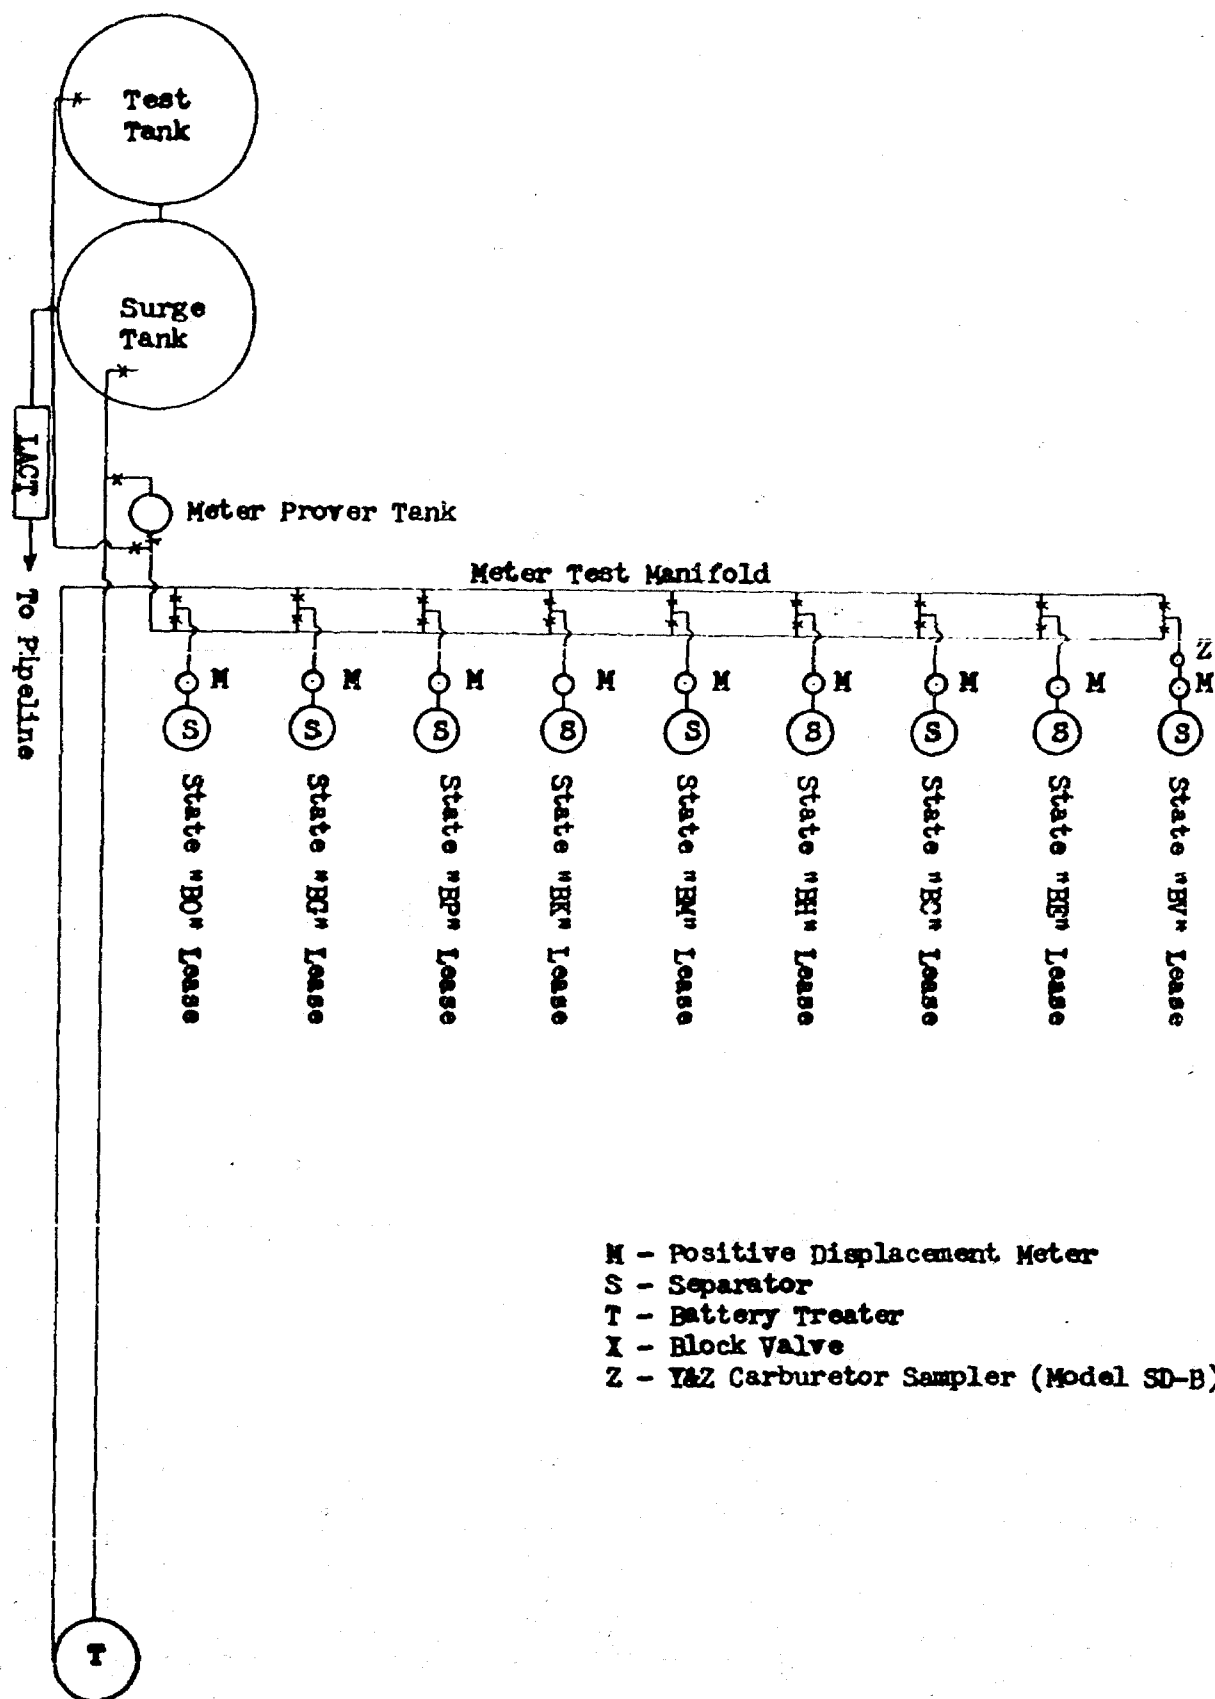 Test
Tank
Surge
Tank
LACT
To Pipeline
Meter Prover Tank
Meter Test Manifold
Z
M M M M M M M M M
S S S S S S S S S
State "BO" Lease
State "BG" Lease
State "BP" Lease
State "BK" Lease
State "BM" Lease
State "BH" Lease
State "BC" Lease
State "BE" Lease
State "BV" Lease
M - Positive Displacement Meter
S - Separator
T - Battery Treater
X - Block Valve
Z - Y&Z Carburetor Sampler (Model SD-B)
T